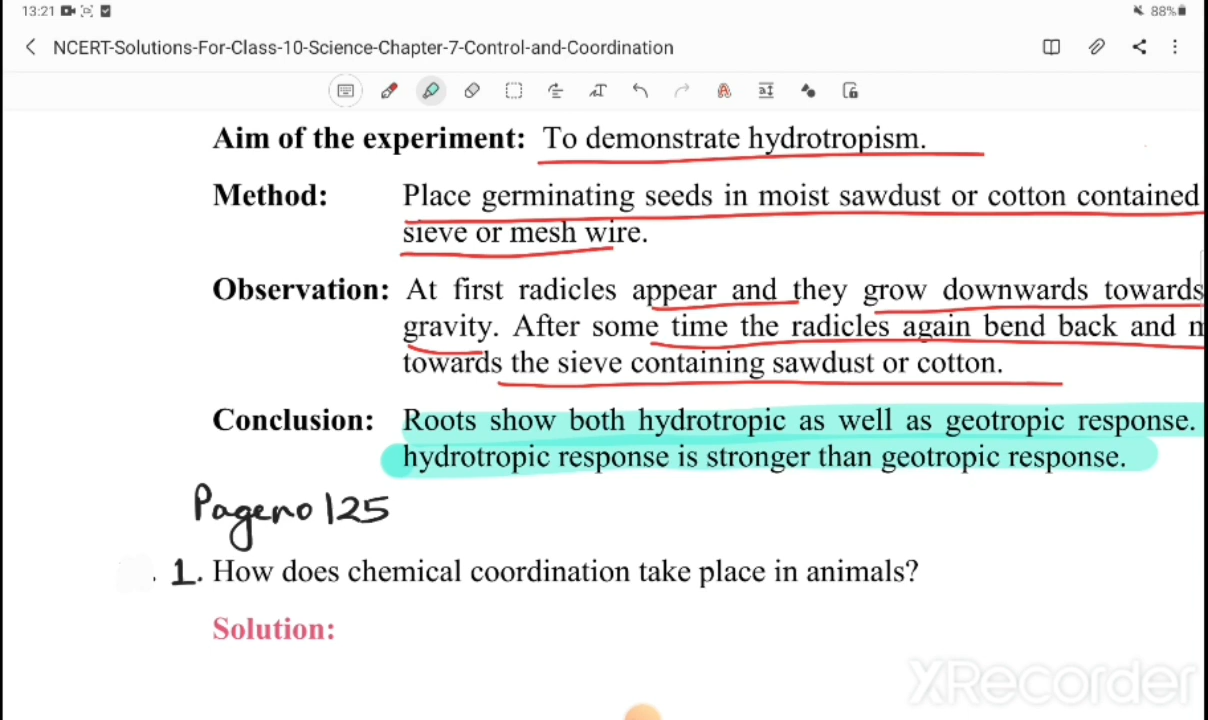 13:21
88%
NCERT-Solutions-For-Class-10-Science-Chapter-7-Control-and-Coordination
Aim of the experiment: To demonstrate hydrotropism.
Method: Place germinating seeds in moist sawdust or cotton contained
sieve or mesh wire.
Observation: At first radicles appear and they grow downwards towards
gravity. After some time the radicles again bend back and
towards the sieve containing sawdust or cotton.
Conclusion: Roots show both hydrotropic as well as geotropic response.
hydrotropic response is stronger than geotropic response.
Pageno 125
. 1. How does chemical coordination take place in animals?
Solution:
XRecorder